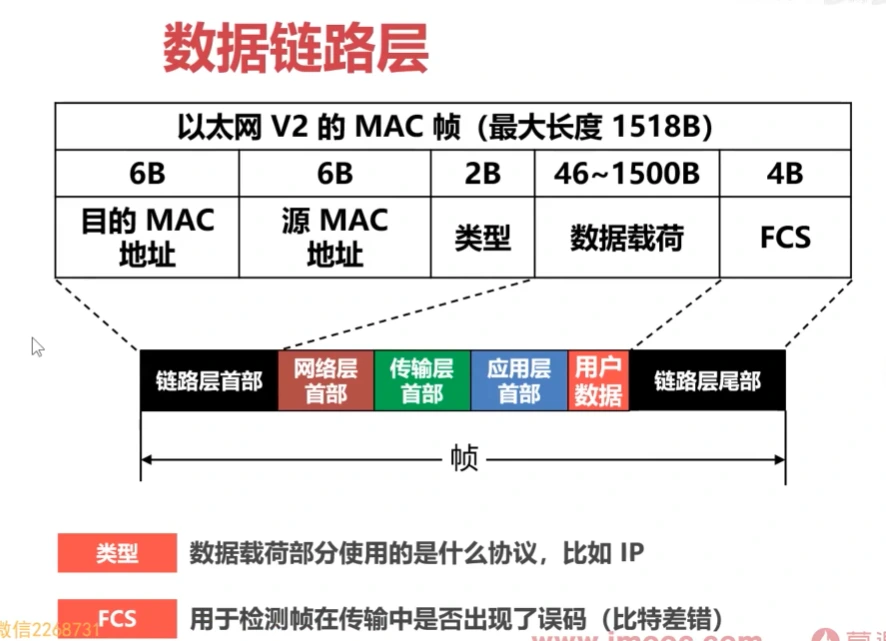 数据链路层
以太网 V2 的 MAC 帧（最大长度 1518B）
6B
6B
2B
46~1500B
4B
目的 MAC
地址
源 MAC
地址
类型
数据载荷
FCS
链路层首部
网络层
首部
传输层
首部
应用层
首部
用户
数据
链路层尾部
帧
类型
数据载荷部分使用的是什么协议，比如 IP
FCS
用于检测帧在传输中是否出现了误码（比特差错）
微信2268731